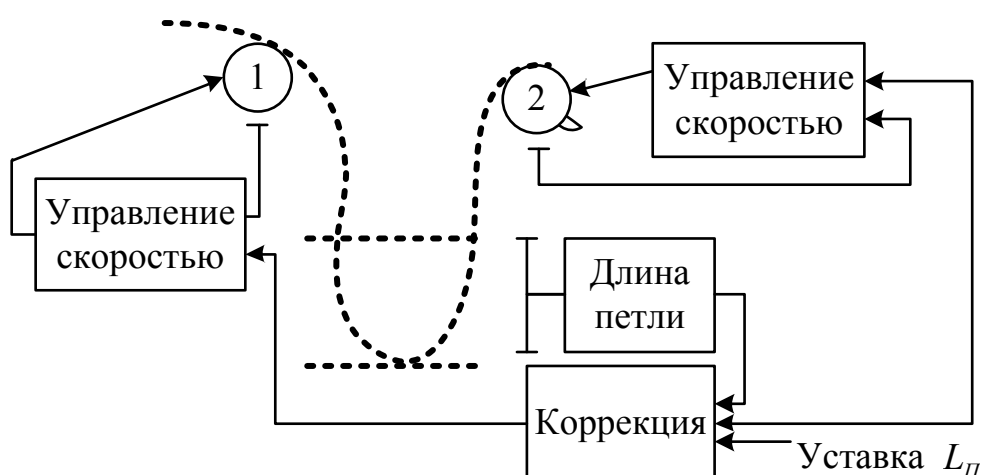 1
2
Управление
скоростью
Управление
скоростью
Длина
петли
Коррекция
Уставка L_П